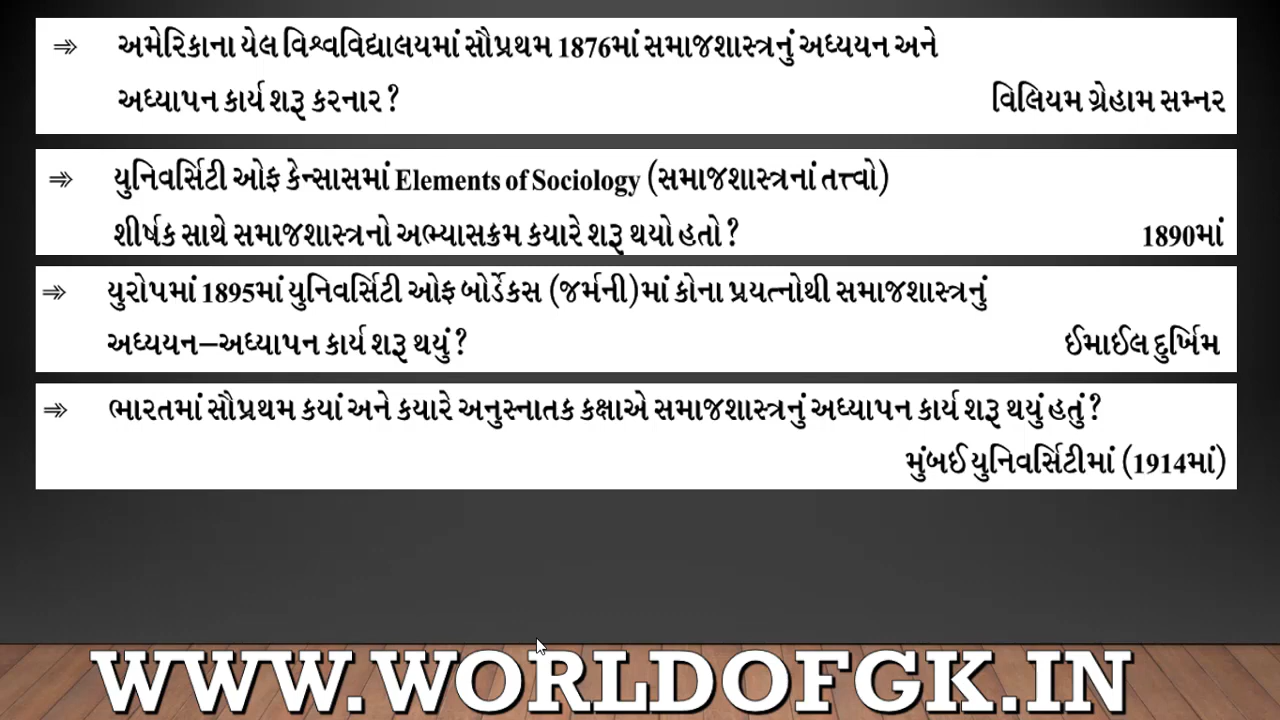 ⇛ અમેરિકાના યેલ વિશ્વવિદ્યાલયમાં સૌપ્રથમ 1876માં સમાજશાસ્ત્રનું અધ્યયન અને
અધ્યાપન કાર્ય શરૂ કરનાર ? વિલિયમ ગ્રેહામ સમ્નર
⇛ યુનિવર્સિટી ઓફ કેન્સાસમાં Elements of Sociology (સમાજશાસ્ત્રનાં તત્ત્વો)
શીર્ષક સાથે સમાજશાસ્ત્રનો અભ્યાસક્રમ કયારે શરૂ થયો હતો ? 1890માં
⇛ યુરોપમાં 1895માં યુનિવર્સિટી ઓફ બોર્ડેકસ (જર્મની)માં કોના પ્રયત્નોથી સમાજશાસ્ત્રનું
અધ્યયન–અધ્યાપન કાર્ય શરૂ થયું ? ઈમાઈલ દુર્ખિમ
⇛ ભારતમાં સૌપ્રથમ કયાં અને કયારે અનુસ્નાતક કક્ષાએ સમાજશાસ્ત્રનું અધ્યાપન કાર્ય શરૂ થયું હતું ?
મુંબઈ યુનિવર્સિટીમાં (1914માં)
WWW.WORLDOFGK.IN